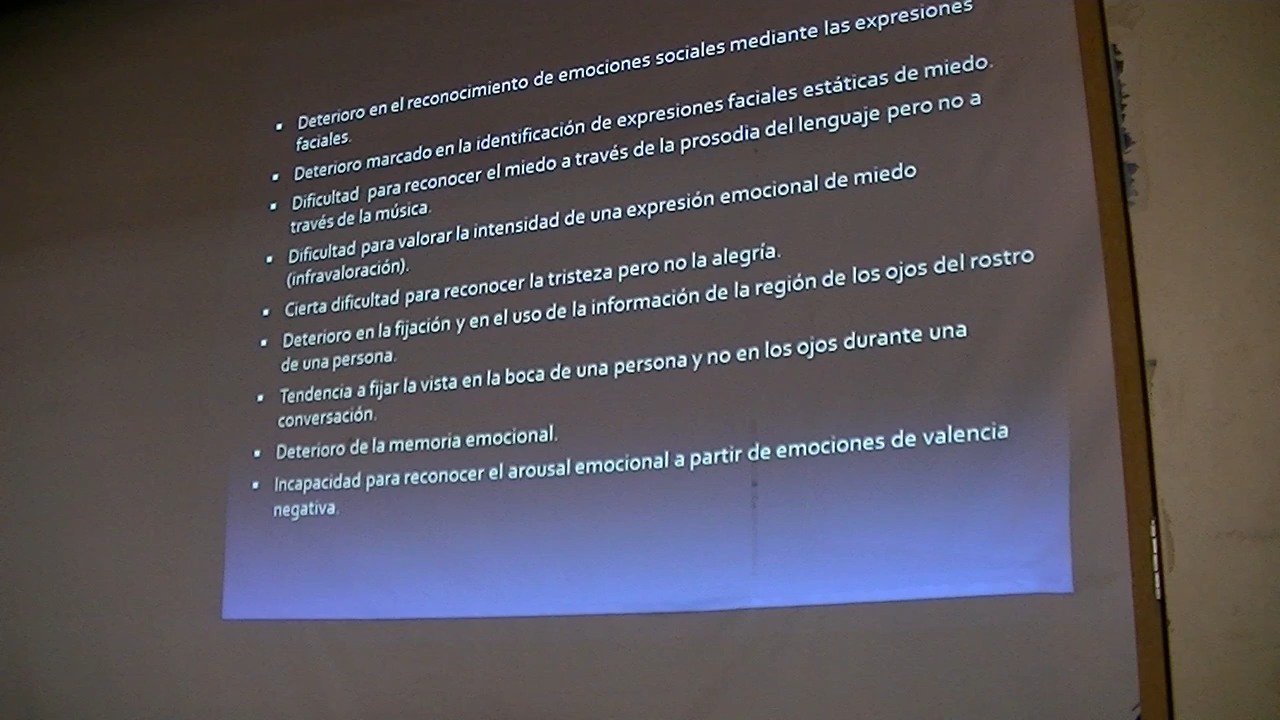 ▪ Deterioro en el reconocimiento de emociones sociales mediante las expresiones
faciales.
▪ Deterioro marcado en la identificación de expresiones faciales estáticas de miedo.
▪ Dificultad para reconocer el miedo a través de la prosodia del lenguaje pero no a
través de la música.
▪ Dificultad para valorar la intensidad de una expresión emocional de miedo
(infravaloración).
▪ Cierta dificultad para reconocer la tristeza pero no la alegría.
▪ Deterioro en la fijación y en el uso de la información de la región de los ojos del rostro
de una persona.
▪ Tendencia a fijar la vista en la boca de una persona y no en los ojos durante una
conversación.
▪ Deterioro de la memoria emocional.
▪ Incapacidad para reconocer el arousal emocional a partir de emociones de valencia
negativa.